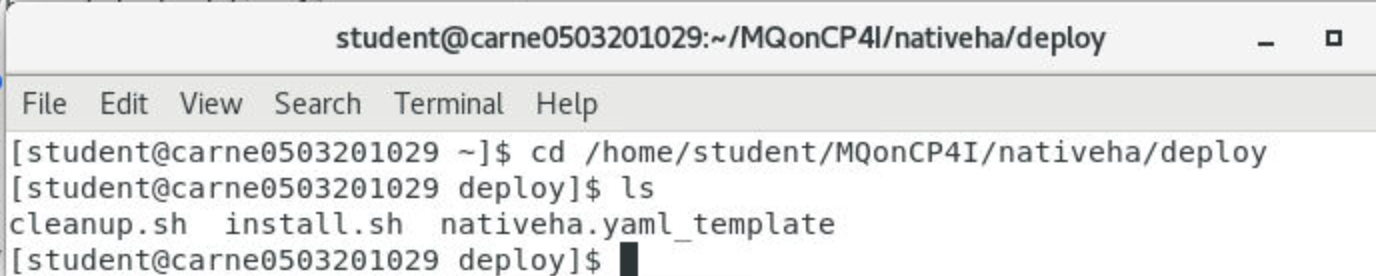 student@carne0503201029:~/MQonCP4I/nativeha/deploy
File Edit View Search Terminal Help
[student@carne0503201029 ~]$ cd /home/student/MQonCP4I/nativeha/deploy
[student@carne0503201029 deploy]$ ls
cleanup.sh  install.sh  nativeha.yaml_template
[student@carne0503201029 deploy]$